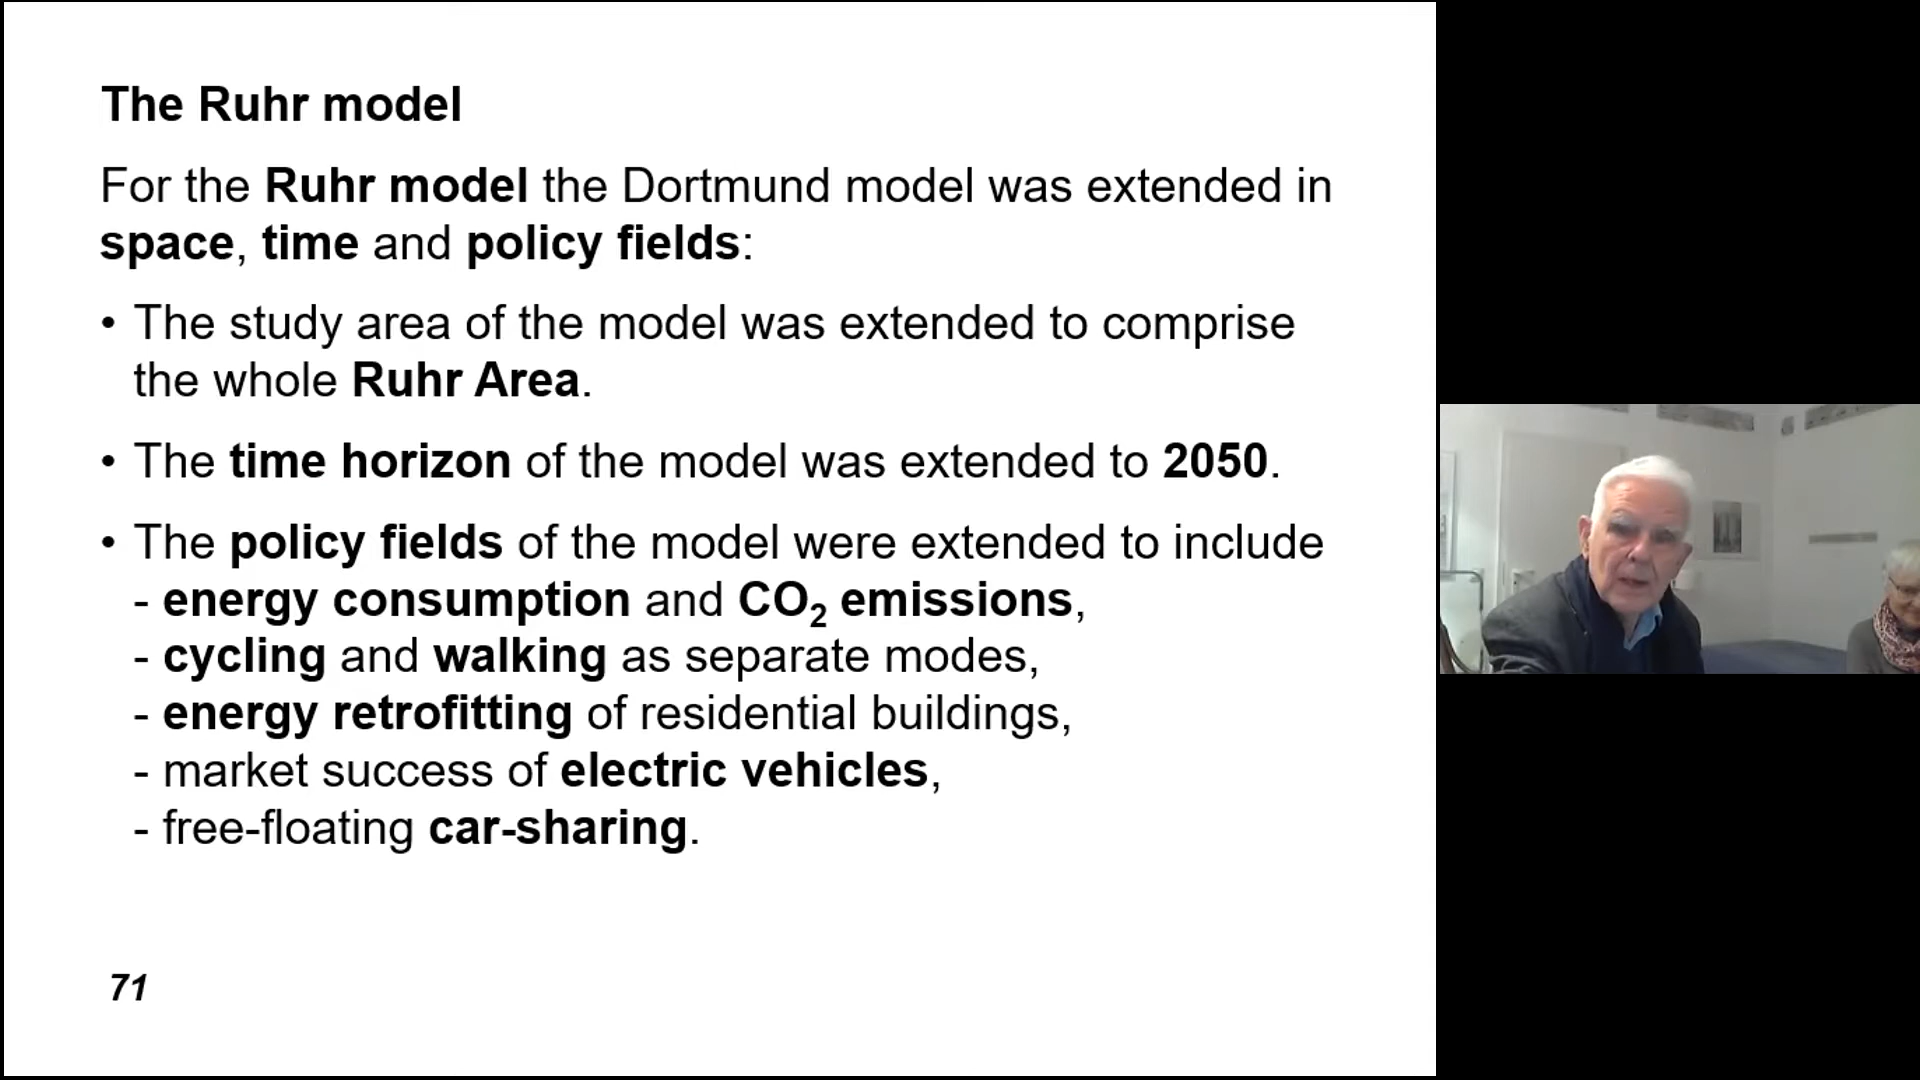 The Ruhr model
For the Ruhr model the Dortmund model was extended in
space, time and policy fields:
• The study area of the model was extended to comprise
the whole Ruhr Area.
• The time horizon of the model was extended to 2050.
• The policy fields of the model were extended to include
- energy consumption and CO₂ emissions,
- cycling and walking as separate modes,
- energy retrofitting of residential buildings,
- market success of electric vehicles,
- free-floating car-sharing.
71